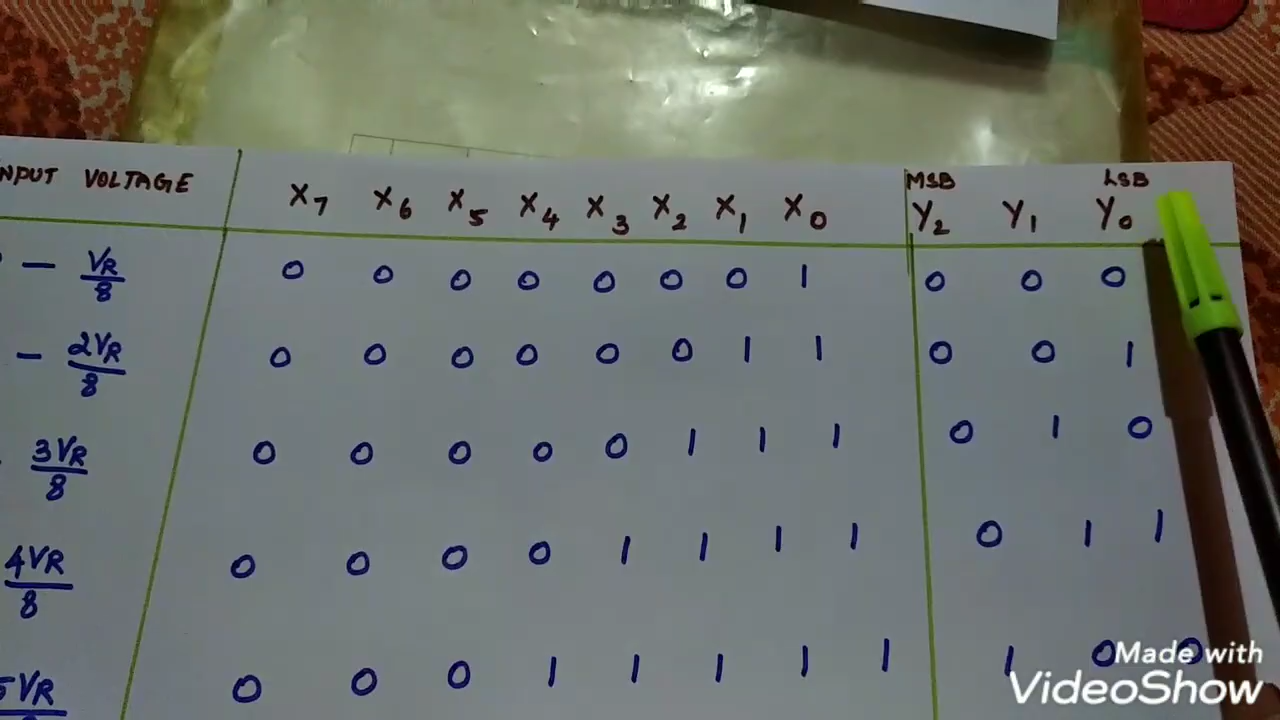 NPUT VOLTAGE X7 X6 X5 X4 X3 X2 X1 X0 MSB Y2 Y1 LSB Y0
— VR/8 0 0 0 0 0 0 0 1 0 0 0
— 2VR/8 0 0 0 0 0 0 1 1 0 0 1
3VR/8 0 0 0 0 0 1 1 1 0 1 0
4VR/8 0 0 0 0 1 1 1 1 0 1 1
5VR 0 0 0 1 1 1 1 1 1 0 0
Made with
VideoShow